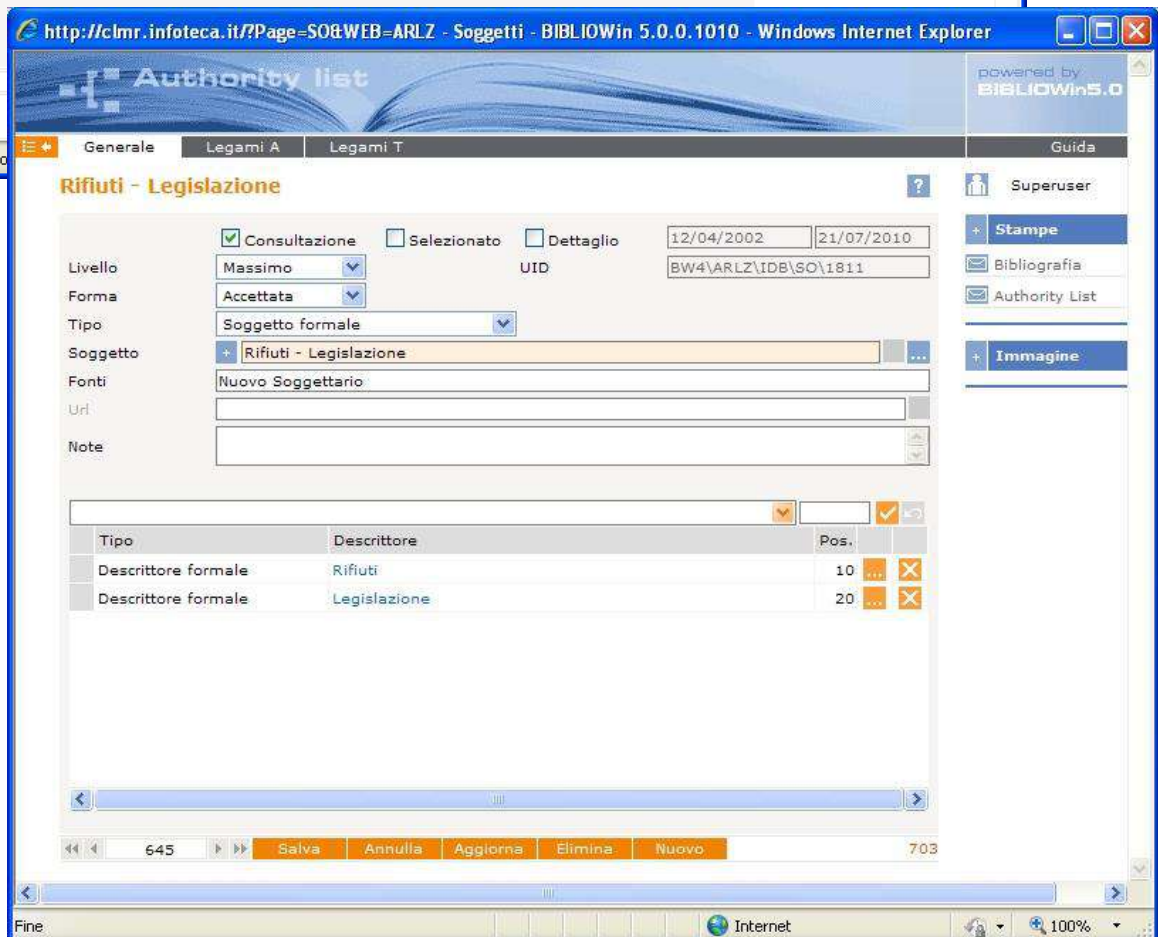 http://clmr.infoteca.it/?Page=SO&WEB=ARLZ - Soggetti - BIBLIOWin 5.0.0.1010 - Windows Internet Explorer
Authority list
powered by
BIBLIOWin5.0
Generale Legami A Legami T Guida
Rifiuti - Legislazione ? Superuser
Consultazione Selezionato Dettaglio 12/04/2002 21/07/2010
Livello Massimo UID BW4\ARLZ\IDB\SO\1811
Forma Accettata
Tipo Soggetto formale
Soggetto + Rifiuti - Legislazione ...
Fonti Nuovo Soggettario
Url
Note
+ Stampe
Bibliografia
Authority List
+ Immagine
Tipo Descrittore Pos.
Descrittore formale Rifiuti 10 ...
Descrittore formale Legislazione 20 ...
645 Salva Annulla Aggiorna Elimina Nuovo 703
Fine Internet 100%